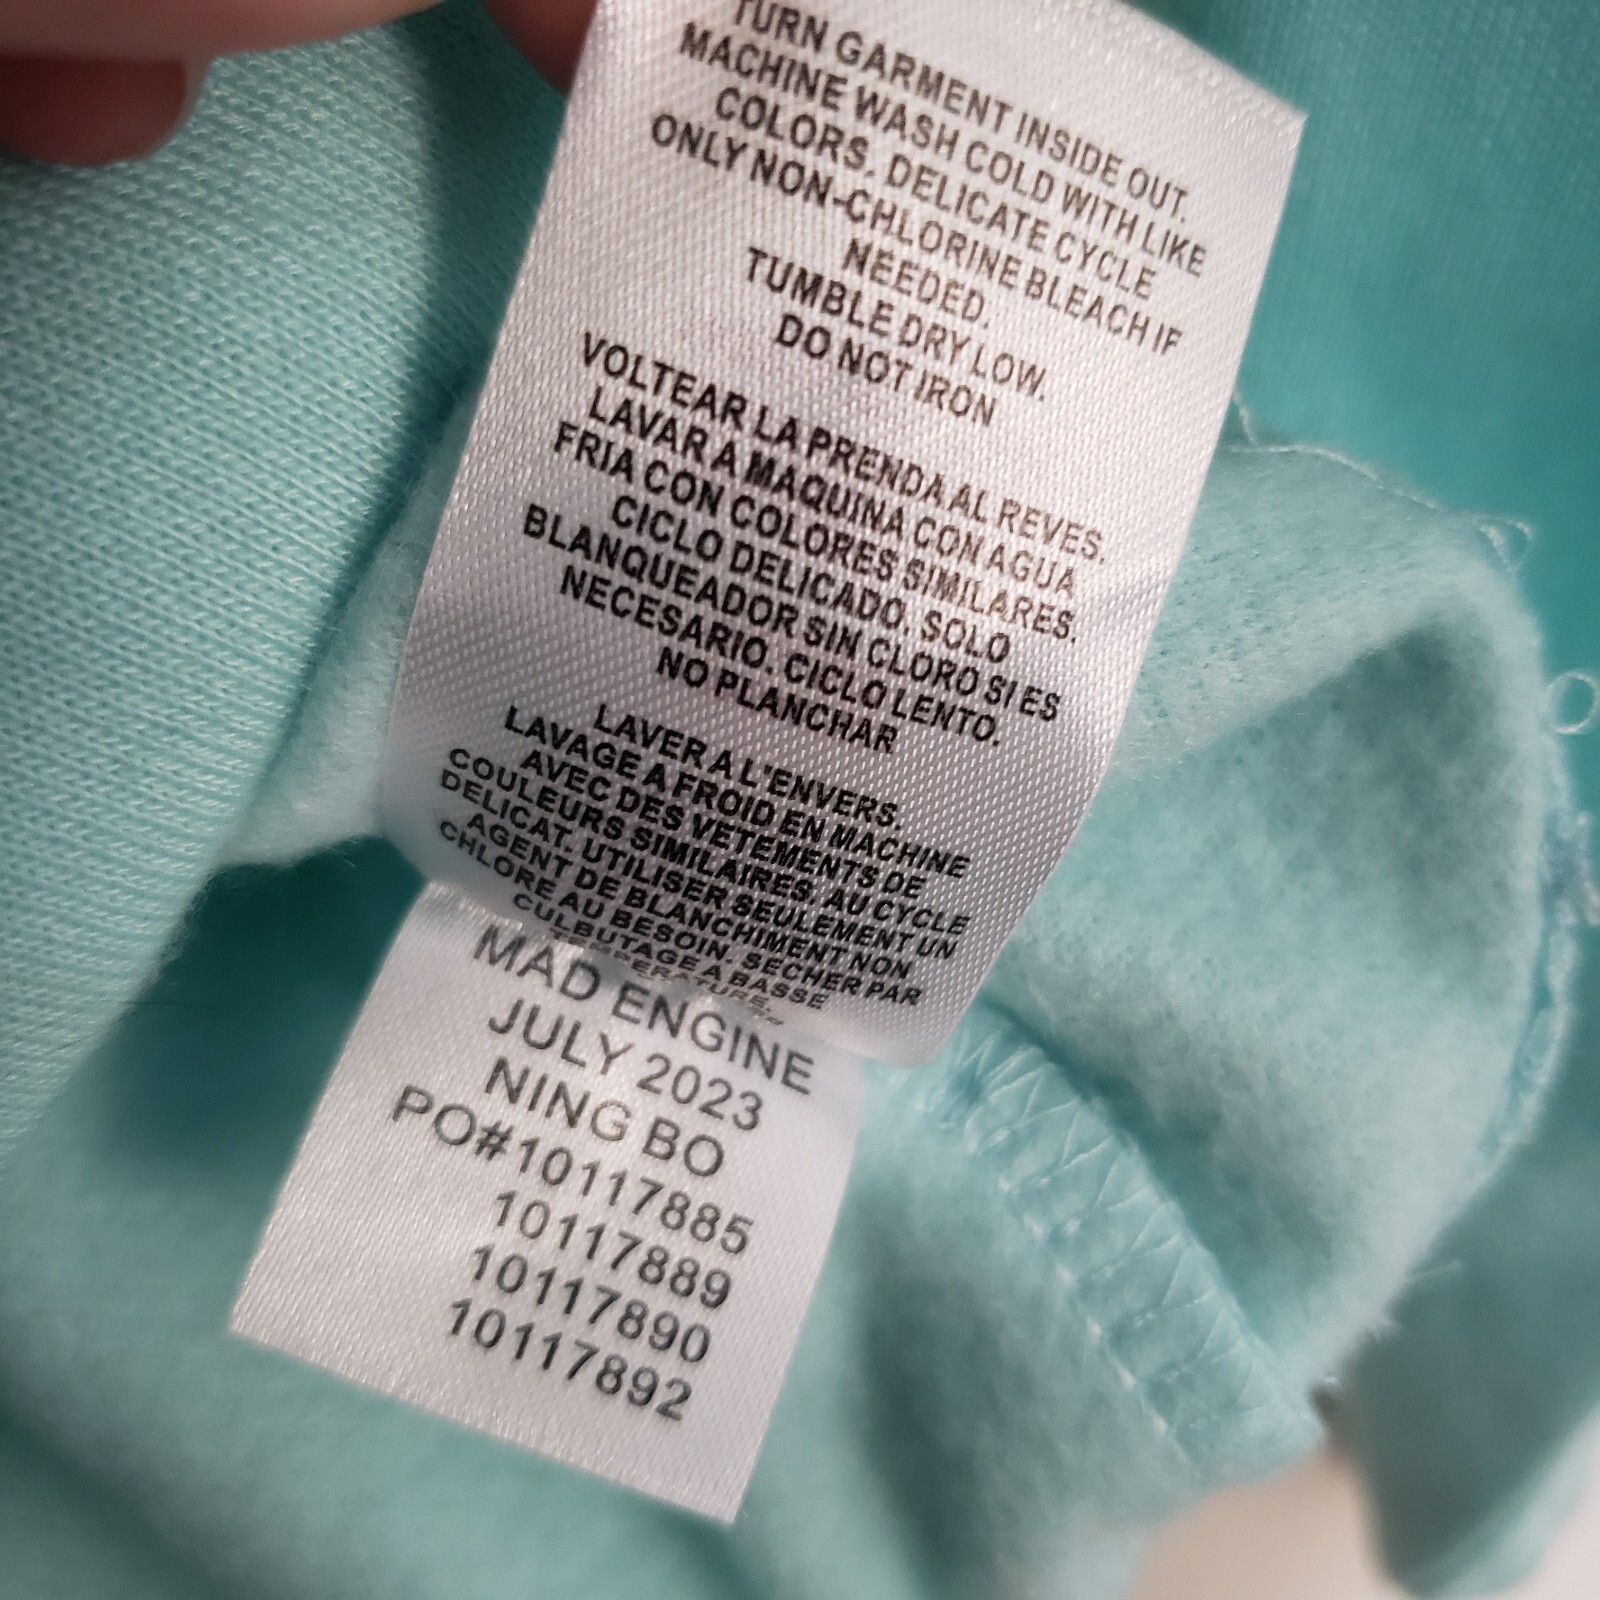 TURN GARMENT INSIDE OUT.
MACHINE WASH COLD WITH LIKE
COLORS. DELICATE CYCLE
ONLY NON-CHLORINE BLEACH IF
NEEDED.
TUMBLE DRY LOW.
DO NOT IRON
VOLTEAR LA PRENDA AL REVES.
LAVAR A MAQUINA CON AGUA
FRIA CON COLORES SIMILARES.
CICLO DELICADO. SOLO
BLANQUEADOR SIN CLORO SI ES
NECESARIO. CICLO LENTO.
NO PLANCHAR
LAVER A L'ENVERS.
LAVAGE A FROID EN MACHINE
AVEC DES VETEMENTS DE
COULEURS SIMILAIRES. AU CYCLE
DELICAT. UTILISER SEULEMENT UN
AGENT DE BLANCHIMENT NON
CHLORE AU BESOIN. SECHER PAR
CULBUTAGE A BASSE
TEMPERATURE.
MAD ENGINE
JULY 2023
NING BO
PO#10117885
10117889
10117890
10117892